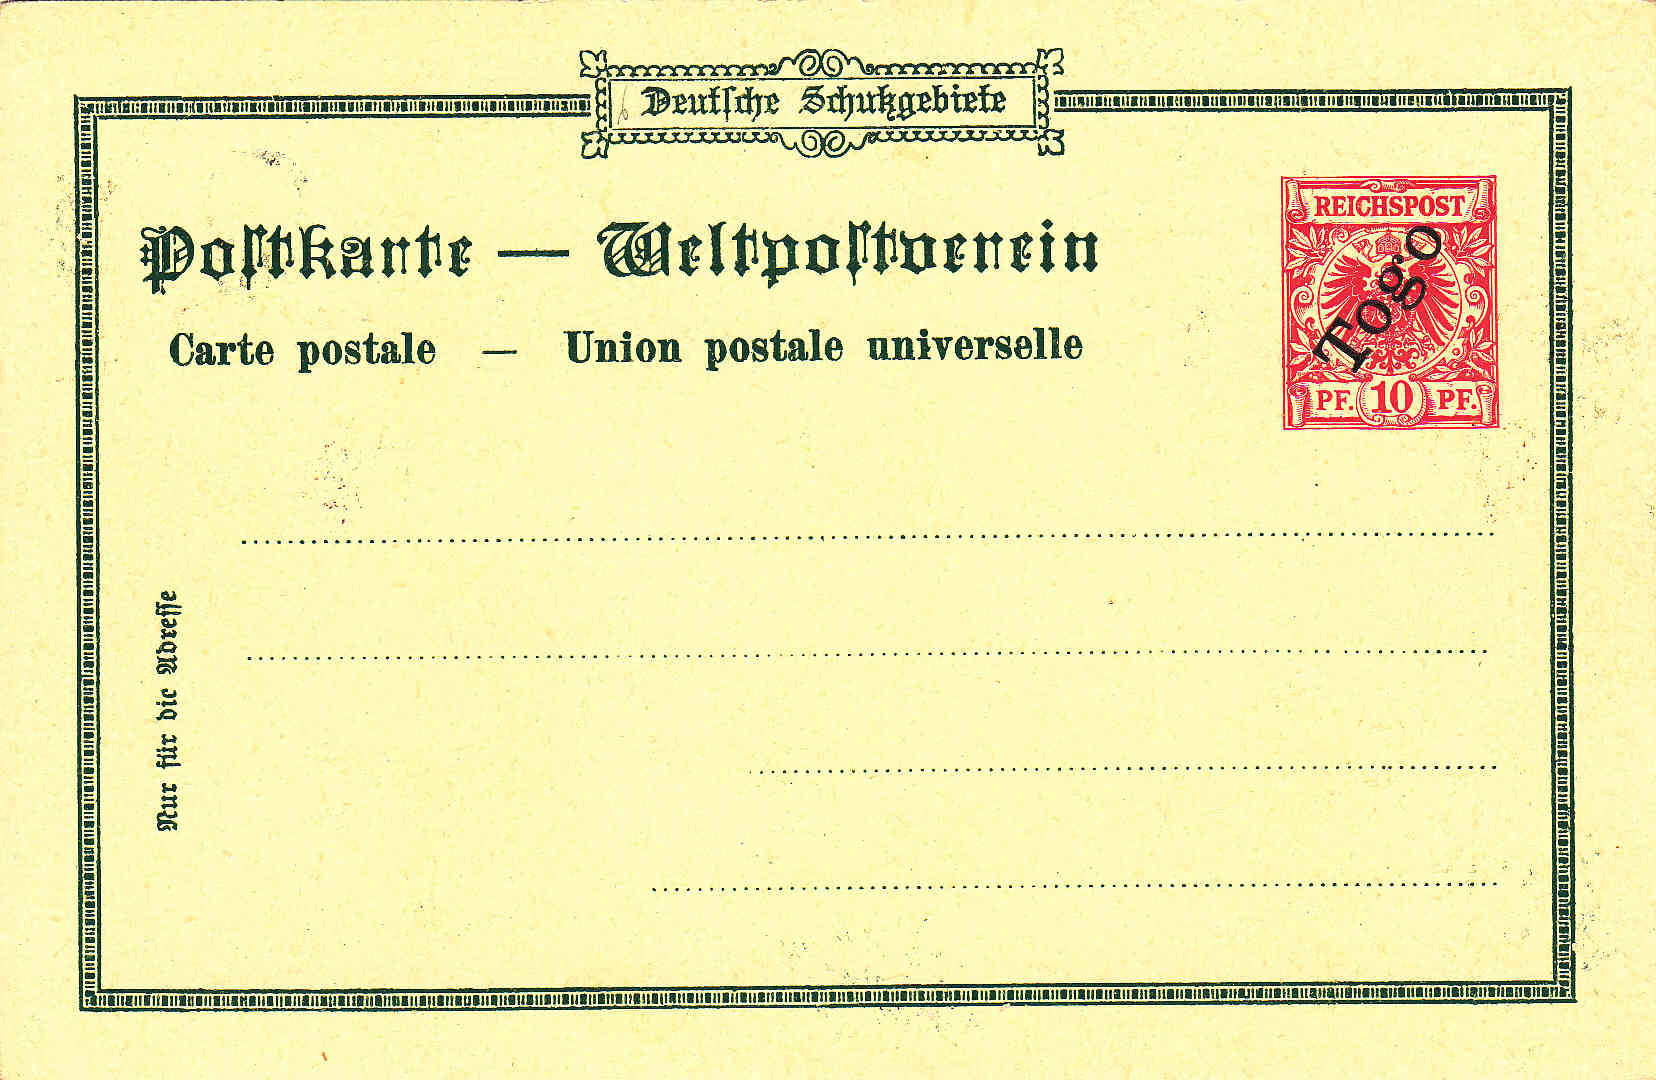 Deutſche Schutzgebiete
Poſtkarte — Weltpoſtverein
Carte postale — Union postale universelle
REICHSPOST
Togo
PF. 10 PF.
Nur für die Adreſſe